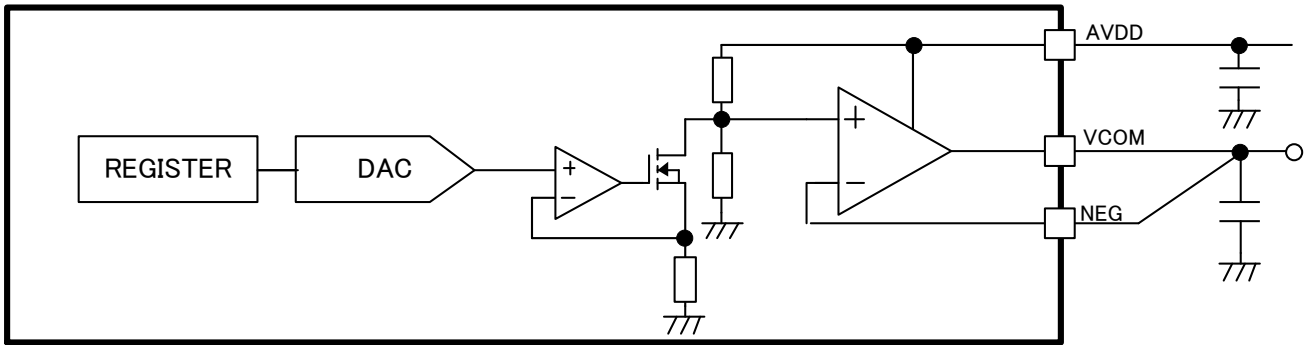 AVDD
REGISTER
DAC
+
−
+
−
VCOM
NEG